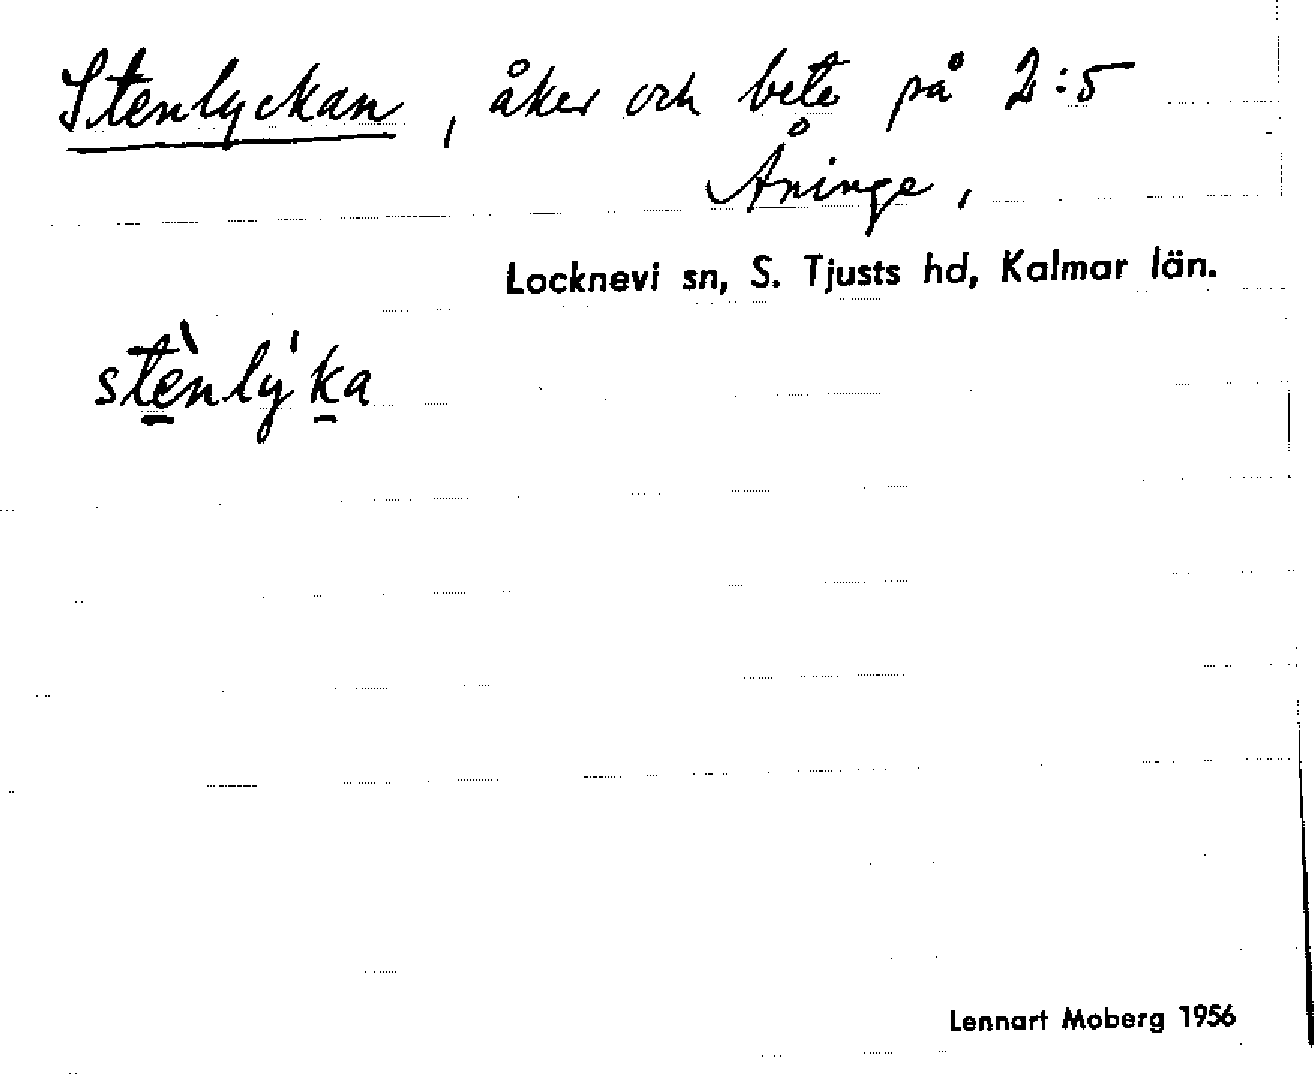 Stenlyckan, åker och bete på 2:5
Åninge,
Locknevi sn, S. Tjusts hd, Kalmar län.
stènlýka
Lennart Moberg 1956